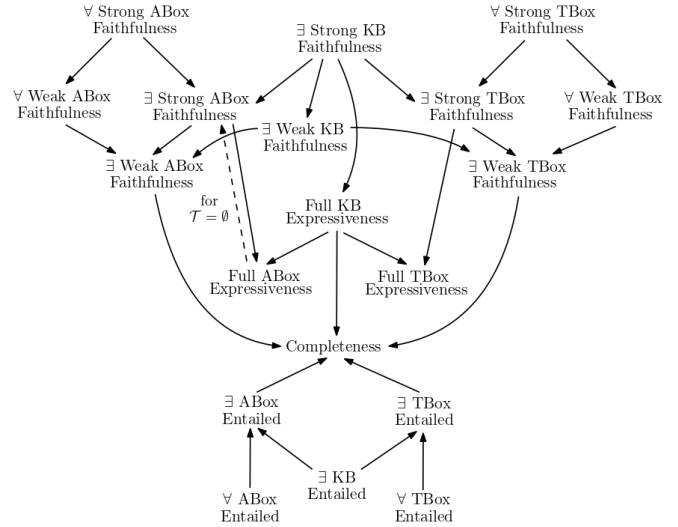 ∀ Strong ABox
Faithfulness
∃ Strong KB
Faithfulness
∀ Strong TBox
Faithfulness
∀ Weak ABox
Faithfulness
∃ Strong ABox
Faithfulness
∃ Strong TBox
Faithfulness
∀ Weak TBox
Faithfulness
∃ Weak KB
Faithfulness
∃ Weak ABox
Faithfulness
∃ Weak TBox
Faithfulness
for
𝒯 = ∅
Full KB
Expressiveness
Full ABox
Expressiveness
Full TBox
Expressiveness
Completeness
∃ ABox
Entailed
∃ TBox
Entailed
∃ KB
Entailed
∀ ABox
Entailed
∀ TBox
Entailed